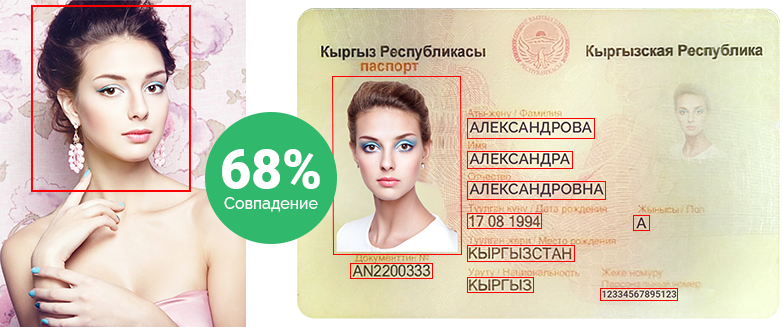 68%
Совпадение
Кыргыз Республикасы
Кыргызская Республика
паспорт
Аты-жөнү / Фамилия
АЛЕКСАНДРОВА
Имя
АЛЕКСАНДРА
Отчество
АЛЕКСАНДРОВНА
Туулган күнү / Дата рождения
Жынысы / Пол
17 08 1994
А
Туулган жери / Место рождения
КЫРГЫЗСТАН
Документтин №
AN2200333
Улуту / Национальность
Жеке номуру
КЫРГЫЗ
Персональные номер
12334567895123